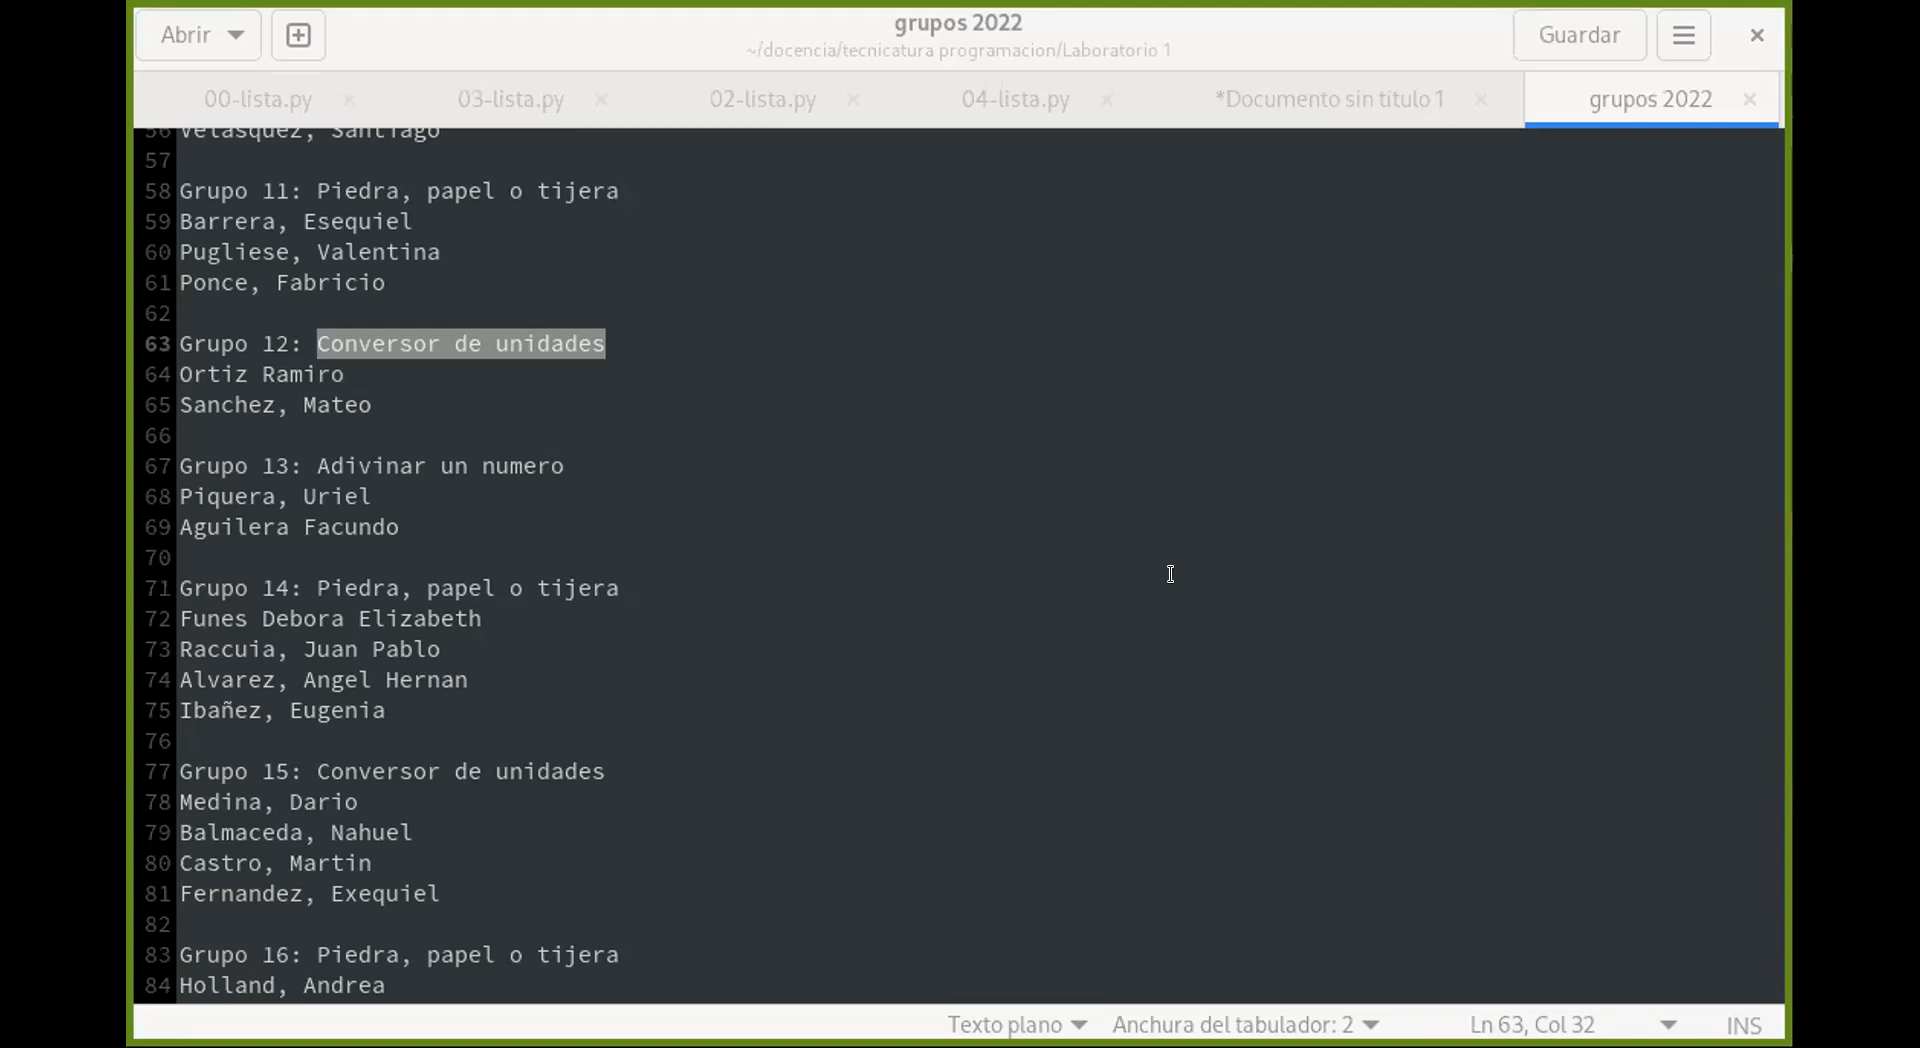 Abrir
grupos 2022
~/docencia/tecnicatura programacion/Laboratorio 1
Guardar
00-lista.py
03-lista.py
02-lista.py
04-lista.py
*Documento sin título 1
grupos 2022
56 Velasquez, Santiago
57
58 Grupo 11: Piedra, papel o tijera
59 Barrera, Esequiel
60 Pugliese, Valentina
61 Ponce, Fabricio
62
63 Grupo 12: Conversor de unidades
64 Ortiz Ramiro
65 Sanchez, Mateo
66
67 Grupo 13: Adivinar un numero
68 Piquera, Uriel
69 Aguilera Facundo
70
71 Grupo 14: Piedra, papel o tijera
72 Funes Debora Elizabeth
73 Raccuia, Juan Pablo
74 Alvarez, Angel Hernan
75 Ibañez, Eugenia
76
77 Grupo 15: Conversor de unidades
78 Medina, Dario
79 Balmaceda, Nahuel
80 Castro, Martin
81 Fernandez, Exequiel
82
83 Grupo 16: Piedra, papel o tijera
84 Holland, Andrea
Texto plano
Anchura del tabulador: 2
Ln 63, Col 32
INS